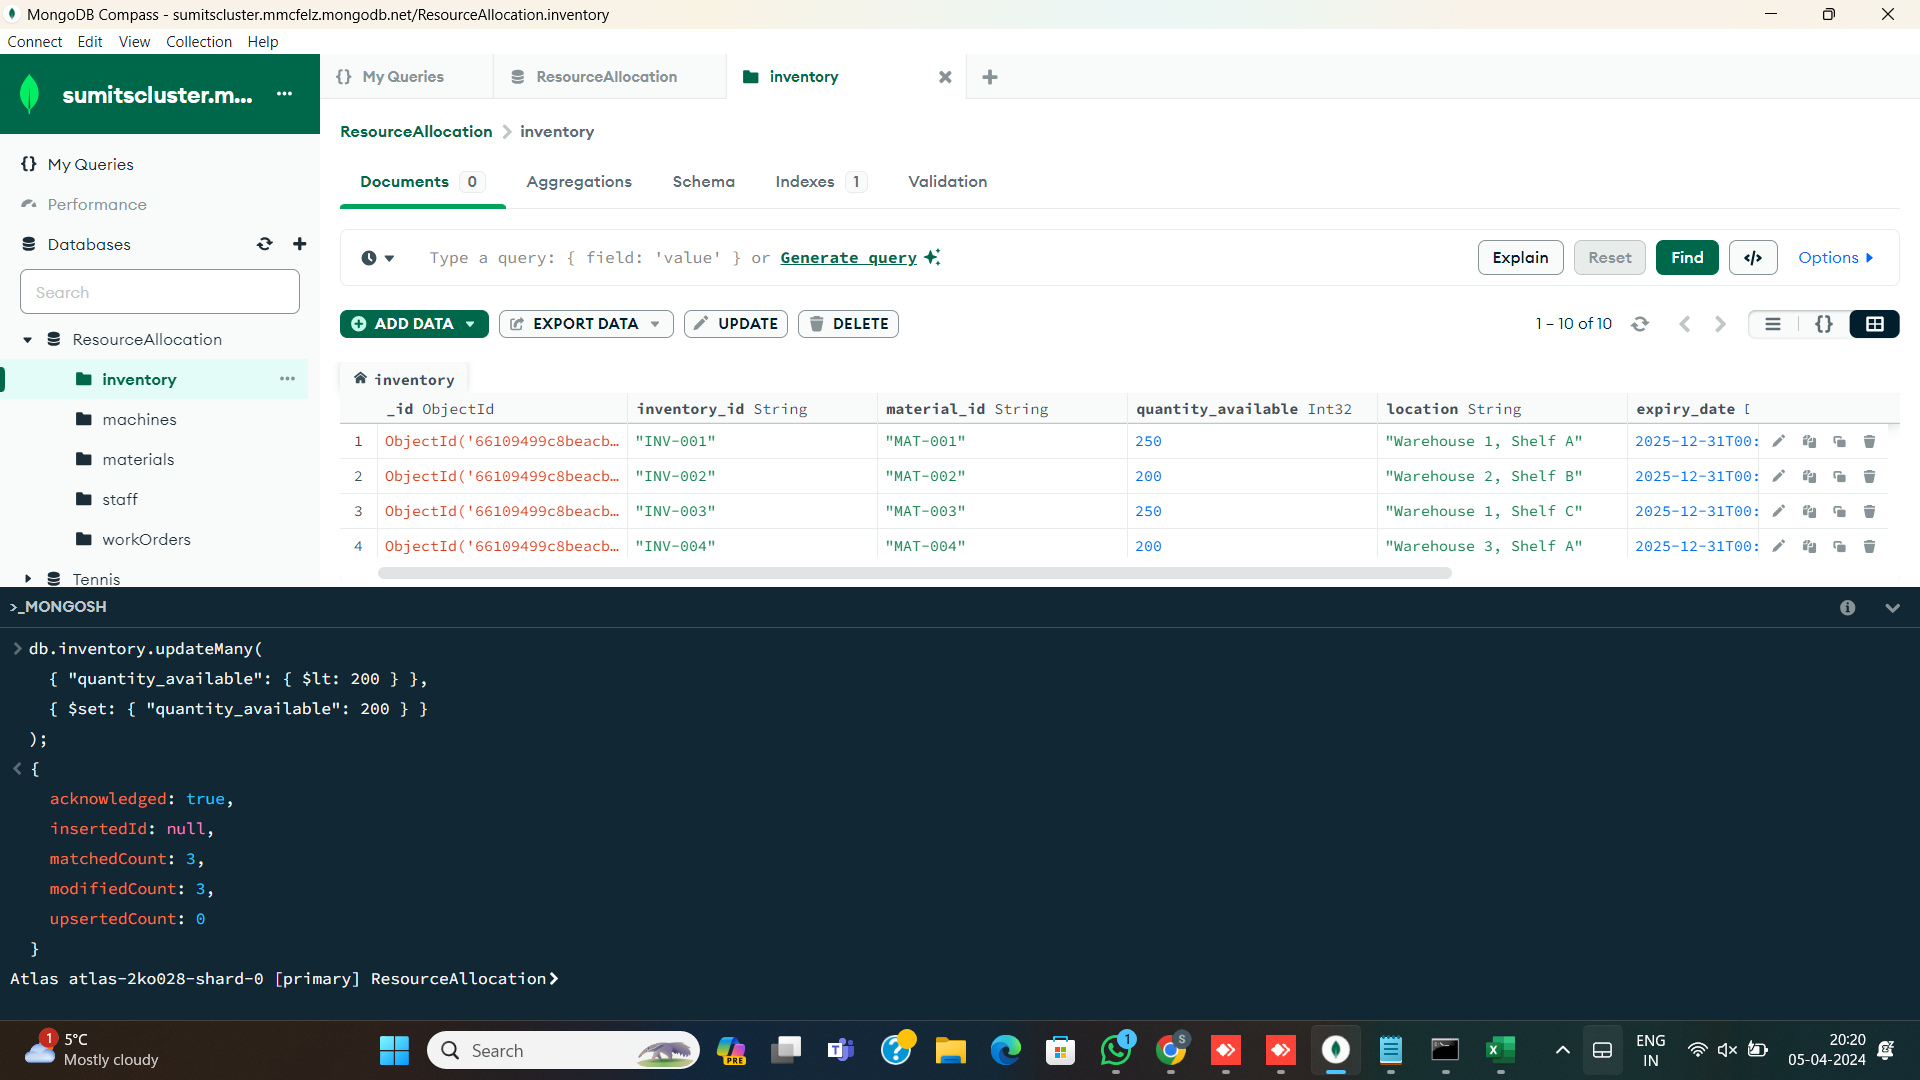 MongoDB Compass - sumitscluster.mmcfelz.mongodb.net/ResourceAllocation.inventory
Connect Edit View Collection Help
sumitscluster.m... ...
{} My Queries
Performance
Databases
Search
ResourceAllocation
inventory ...
machines
materials
staff
workOrders
Tennis
{} My Queries
ResourceAllocation
inventory
ResourceAllocation > inventory
Documents 0 Aggregations Schema Indexes 1 Validation
Type a query: { field: 'value' } or Generate query
Explain Reset Find </> Options
ADD DATA EXPORT DATA UPDATE DELETE
1 – 10 of 10 {}
inventory
_id ObjectId inventory_id String material_id String quantity_available Int32 location String expiry_date
1 ObjectId('66109499c8beacb… "INV-001" "MAT-001" 250 "Warehouse 1, Shelf A" 2025-12-31T00:
2 ObjectId('66109499c8beacb… "INV-002" "MAT-002" 200 "Warehouse 2, Shelf B" 2025-12-31T00:
3 ObjectId('66109499c8beacb… "INV-003" "MAT-003" 250 "Warehouse 1, Shelf C" 2025-12-31T00:
4 ObjectId('66109499c8beacb… "INV-004" "MAT-004" 200 "Warehouse 3, Shelf A" 2025-12-31T00:
>_MONGOSH
> db.inventory.updateMany(
{ "quantity_available": { $lt: 200 } },
{ $set: { "quantity_available": 200 } }
);
< {
acknowledged: true,
insertedId: null,
matchedCount: 3,
modifiedCount: 3,
upsertedCount: 0
}
Atlas atlas-2ko028-shard-0 [primary] ResourceAllocation>
1 5°C
Mostly cloudy
Search
PRE
1
S
ENG
IN
20:20
05-04-2024